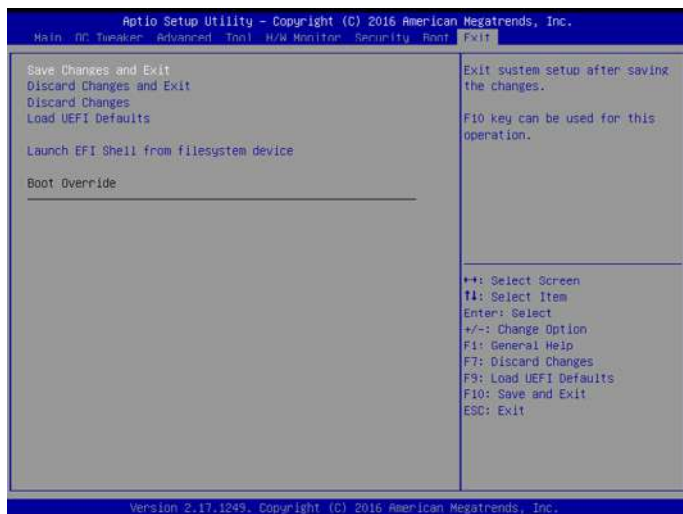 Aptio Setup Utility – Copyright (C) 2016 American Megatrends, Inc.
Main OC Tweaker Advanced Tool H/W Monitor Security Boot Exit
Save Changes and Exit
Discard Changes and Exit
Discard Changes
Load UEFI Defaults
Launch EFI Shell from filesystem device
Boot Override
Exit system setup after saving
the changes.
F10 key can be used for this
operation.
↔: Select Screen
↑↓: Select Item
Enter: Select
+/-: Change Option
F1: General Help
F7: Discard Changes
F9: Load UEFI Defaults
F10: Save and Exit
ESC: Exit
Version 2.17.1249. Copyright (C) 2016 American Megatrends, Inc.